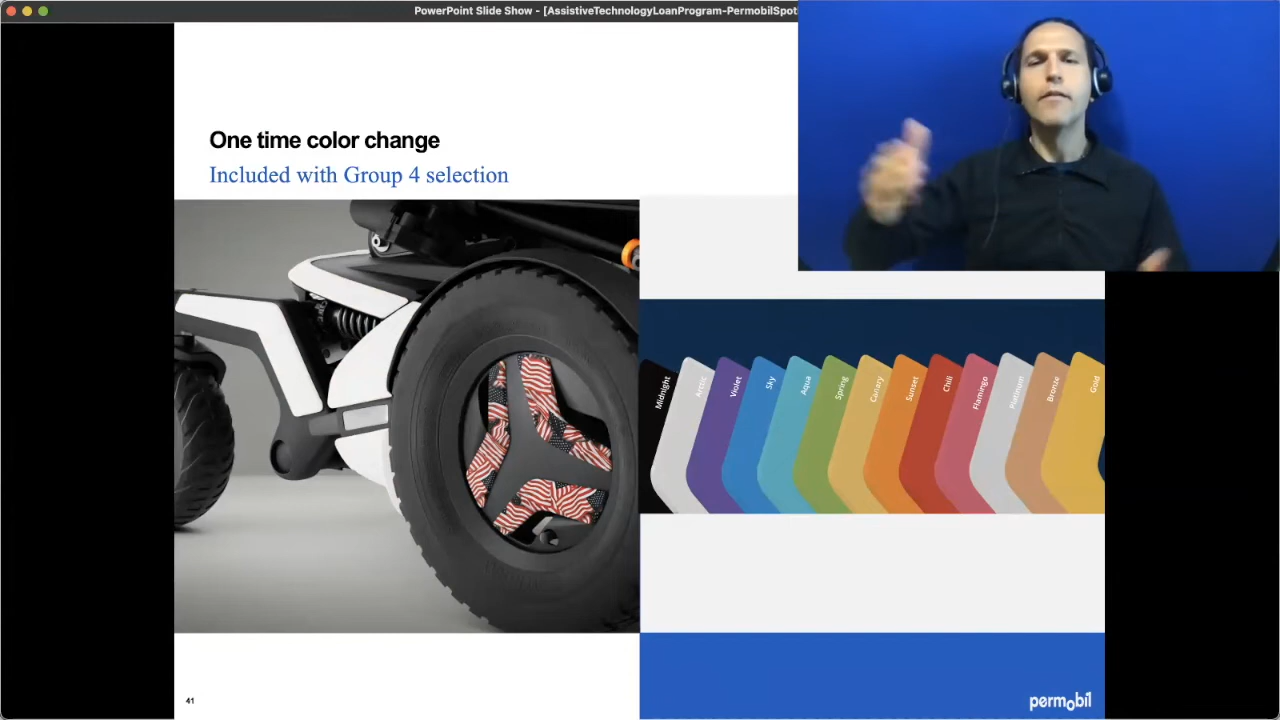 PowerPoint Slide Show - [AssistiveTechnologyLoanProgram-PermobilSpot
One time color change
Included with Group 4 selection
Midnight
Arctic
Violet
Sky
Aqua
Spring
Canary
Sunset
Chili
Flamingo
Platinum
Bronze
Gold
41
permobil